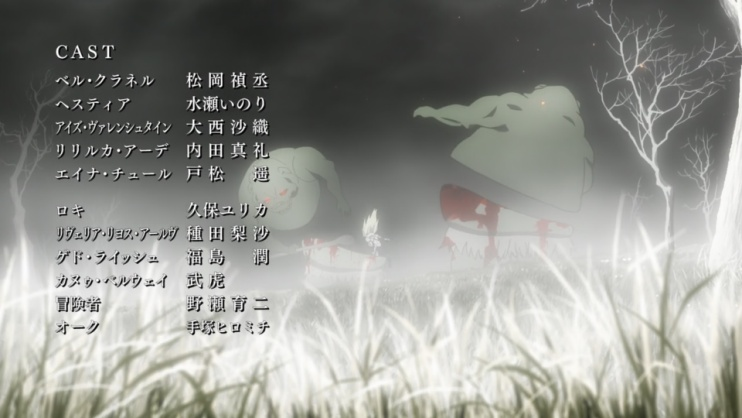 CAST
ベル・クラネル 松岡禎丞
ヘスティア 水瀬いのり
アイズ・ヴァレンシュタイン 大西沙織
リリルカ・アーデ 内田真礼
エイナ・チュール 戸松 遥
ロキ 久保ユリカ
リヴェリア・リヨス・アールヴ 種田梨沙
ゲド・ライッシュ 福島 潤
カヌゥ・ベルウェイ 武虎
冒険者 野瀬育二
オーク 手塚ヒロミチ